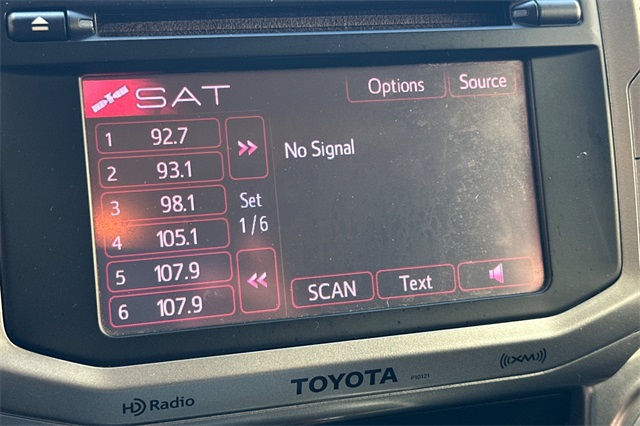 SAT
Options
Source
1 92.7
2 93.1
3 98.1
4 105.1
5 107.9
6 107.9
Set
1/6
No Signal
SCAN
Text
TOYOTA
P10121
HD Radio
XM